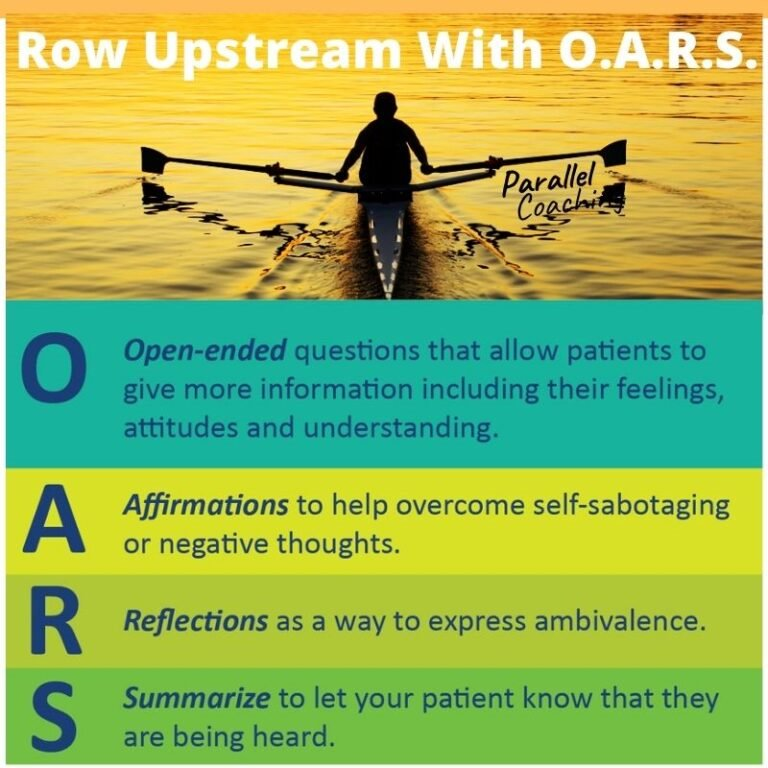 Row Upstream With O.A.R.S.
Parallel
Coaching
O
Open-ended questions that allow patients to
give more information including their feelings,
attitudes and understanding.
A
Affirmations to help overcome self-sabotaging
or negative thoughts.
R
Reflections as a way to express ambivalence.
S
Summarize to let your patient know that they
are being heard.